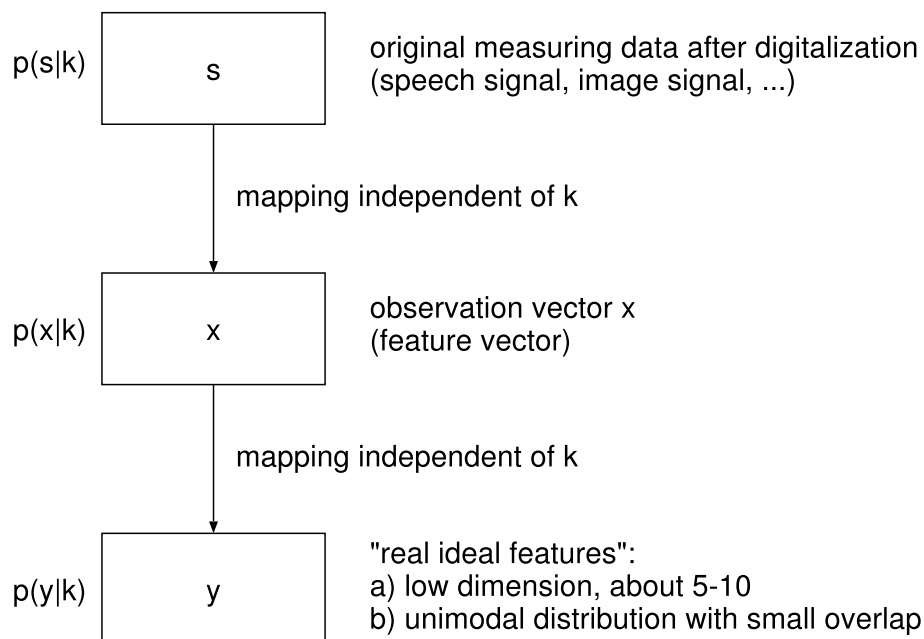 p(s|k)
s
original measuring data after digitalization
(speech signal, image signal, ...)
mapping independent of k
p(x|k)
x
observation vector x
(feature vector)
mapping independent of k
p(y|k)
y
"real ideal features":
a) low dimension, about 5-10
b) unimodal distribution with small overlap